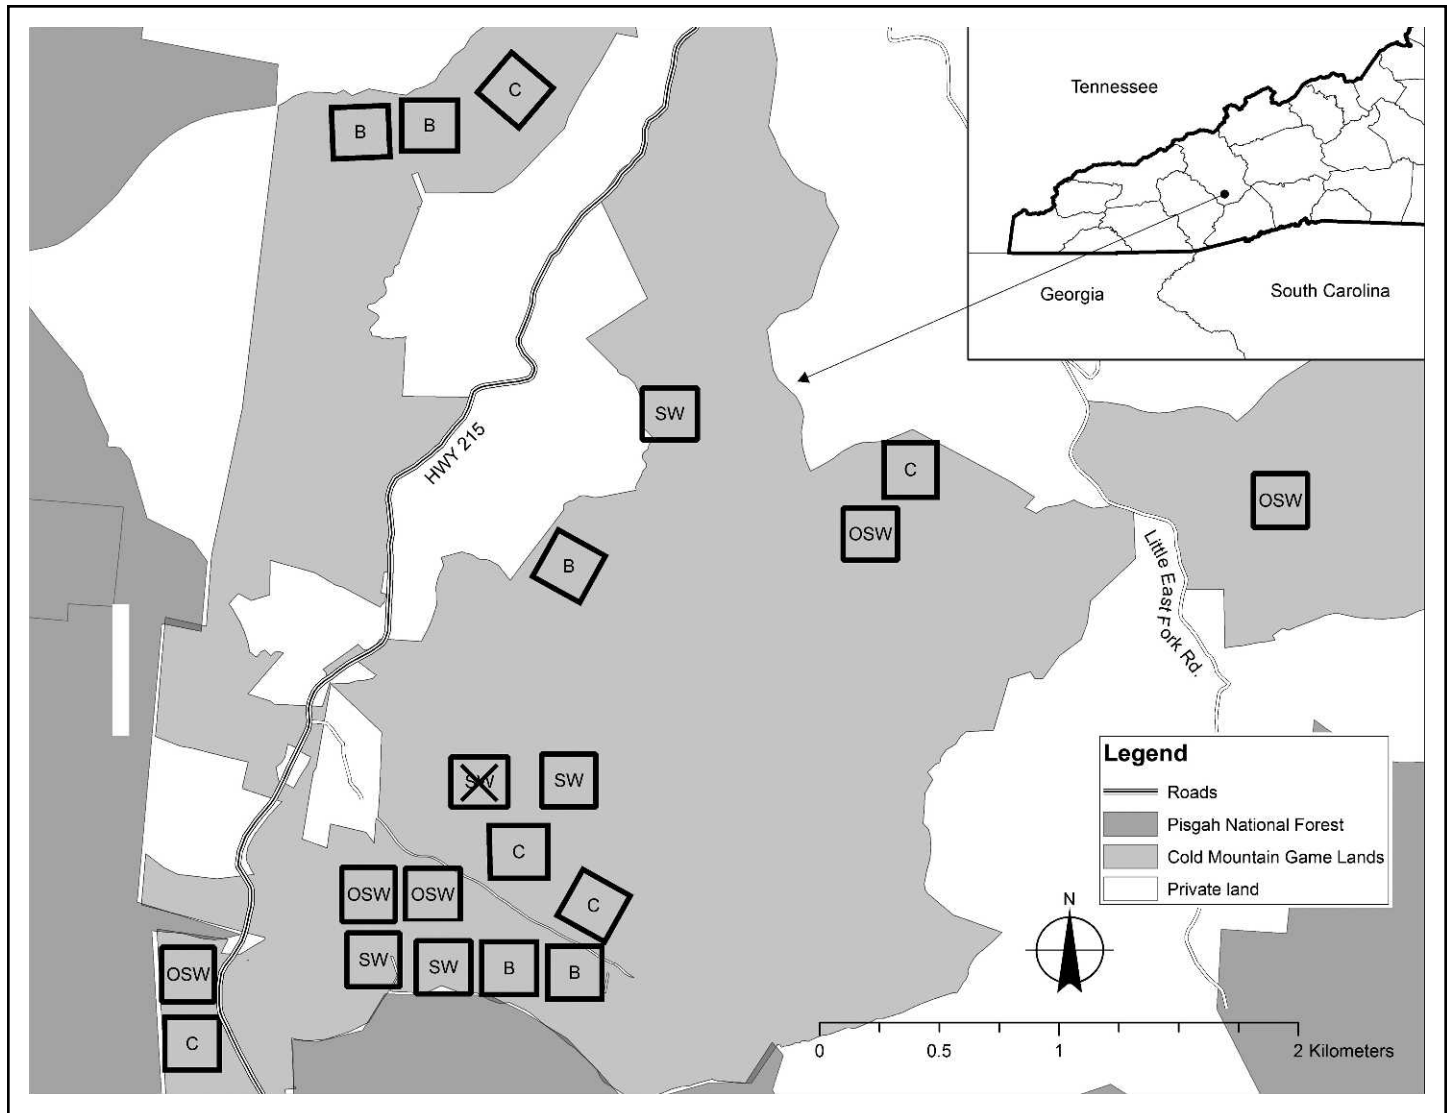 Tennessee
Georgia
South Carolina
C
B
B
HWY 215
SW
C
OSW
OSW
B
Little East Fork Rd.
SW
SW
C
OSW
OSW
C
SW
SW
B
B
OSW
C
Legend
Roads
Pisgah National Forest
Cold Mountain Game Lands
Private land
N
0 0.5 1 2 Kilometers